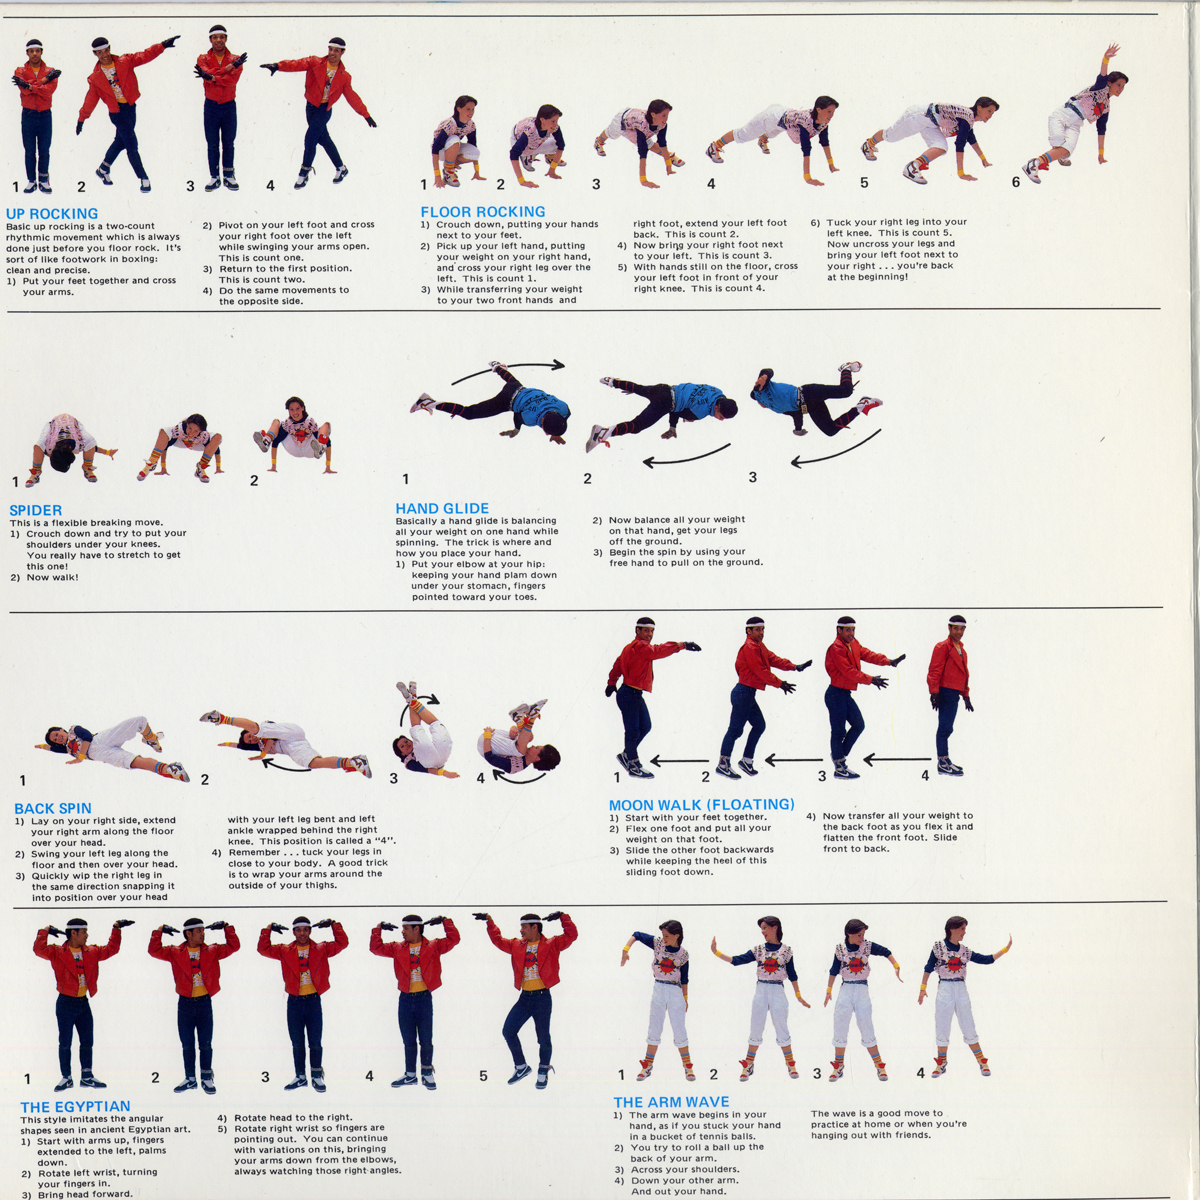 1
2
3
4
UP ROCKING
Basic up rocking is a two-count
rhythmic movement which is always
done just before you floor rock. It's
sort of like footwork in boxing:
clean and precise.
1) Put your feet together and cross
your arms.
2) Pivot on your left foot and cross
your right foot over the left
while swinging your arms open.
This is count one.
3) Return to the first position.
This is count two.
4) Do the same movements to
the opposite side.
1
2
3
4
5
6
FLOOR ROCKING
1) Crouch down, putting your hands
next to your feet.
2) Pick up your left hand, putting
your weight on your right hand,
and cross your right leg over the
left. This is count 1.
3) While transferring your weight
to your two front hands and
right foot, extend your left foot
back. This is count 2.
4) Now bring your right foot next
to your left. This is count 3.
5) With hands still on the floor, cross
your left foot in front of your
right knee. This is count 4.
6) Tuck your right leg into your
left knee. This is count 5.
Now uncross your legs and
bring your left foot next to
your right . . . you're back
at the beginning!
1
2
SPIDER
This is a flexible breaking move.
1) Crouch down and try to put your
shoulders under your knees.
You really have to stretch to get
this one!
2) Now walk!
1
2
3
HAND GLIDE
Basically a hand glide is balancing
all your weight on one hand while
spinning. The trick is where and
how you place your hand.
1) Put your elbow at your hip:
keeping your hand plam down
under your stomach, fingers
pointed toward your toes.
2) Now balance all your weight
on that hand, get your legs
off the ground.
3) Begin the spin by using your
free hand to pull on the ground.
1
2
3
4
BACK SPIN
1) Lay on your right side, extend
your right arm along the floor
over your head.
2) Swing your left leg along the
floor and then over your head.
3) Quickly wip the right leg in
the same direction snapping it
into position over your head
with your left leg bent and left
ankle wrapped behind the right
knee. This position is called a "4".
4) Remember . . . tuck your legs in
close to your body. A good trick
is to wrap your arms around the
outside of your thighs.
1
2
3
4
MOON WALK (FLOATING)
1) Start with your feet together.
2) Flex one foot and put all your
weight on that foot.
3) Slide the other foot backwards
while keeping the heel of this
sliding foot down.
4) Now transfer all your weight to
the back foot as you flex it and
flatten the front foot. Slide
front to back.
1
2
3
4
5
THE EGYPTIAN
This style imitates the angular
shapes seen in ancient Egyptian art.
1) Start with arms up, fingers
extended to the left, palms
down.
2) Rotate left wrist, turning
your fingers in.
3) Bring head forward.
4) Rotate head to the right.
5) Rotate right wrist so fingers are
pointing out. You can continue
with variations on this, bringing
your arms down from the elbows,
always watching those right angles.
1
2
3
4
THE ARM WAVE
1) The arm wave begins in your
hand, as if you stuck your hand
in a bucket of tennis balls.
2) You try to roll a ball up the
back of your arm.
3) Across your shoulders.
4) Down your other arm.
And out your hand.
The wave is a good move to
practice at home or when you're
hanging out with friends.